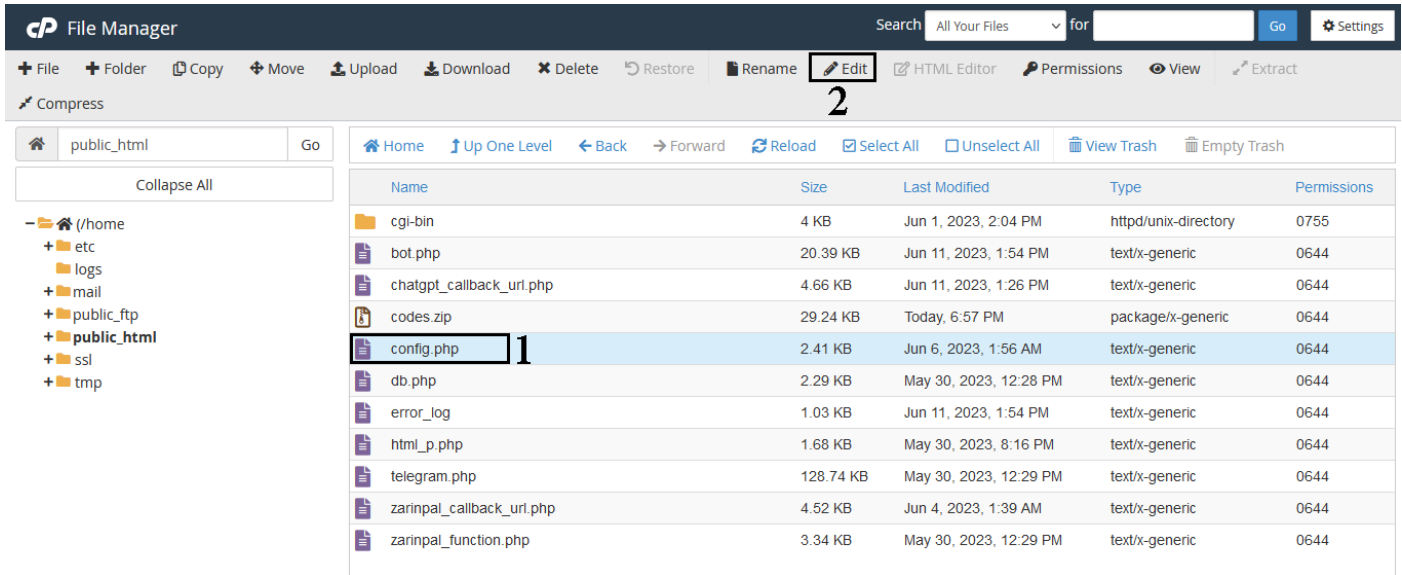 cP File Manager Search All Your Files for Go Settings
File Folder Copy Move Upload Download Delete Restore Rename Edit HTML Editor Permissions View Extract
2
Compress
public_html Go Home Up One Level Back Forward Reload Select All Unselect All View Trash Empty Trash
Collapse All
Name Size Last Modified Type Permissions
(/home
etc
logs
mail
public_ftp
public_html
ssl
tmp
cgi-bin 4 KB Jun 1, 2023, 2:04 PM httpd/unix-directory 0755
bot.php 20.39 KB Jun 11, 2023, 1:54 PM text/x-generic 0644
chatgpt_callback_url.php 4.66 KB Jun 11, 2023, 1:26 PM text/x-generic 0644
codes.zip 29.24 KB Today, 6:57 PM package/x-generic 0644
config.php 1 2.41 KB Jun 6, 2023, 1:56 AM text/x-generic 0644
db.php 2.29 KB May 30, 2023, 12:28 PM text/x-generic 0644
error_log 1.03 KB Jun 11, 2023, 1:54 PM text/x-generic 0644
html_p.php 1.68 KB May 30, 2023, 8:16 PM text/x-generic 0644
telegram.php 128.74 KB May 30, 2023, 12:29 PM text/x-generic 0644
zarinpal_callback_url.php 4.52 KB Jun 4, 2023, 1:39 AM text/x-generic 0644
zarinpal_function.php 3.34 KB May 30, 2023, 12:29 PM text/x-generic 0644